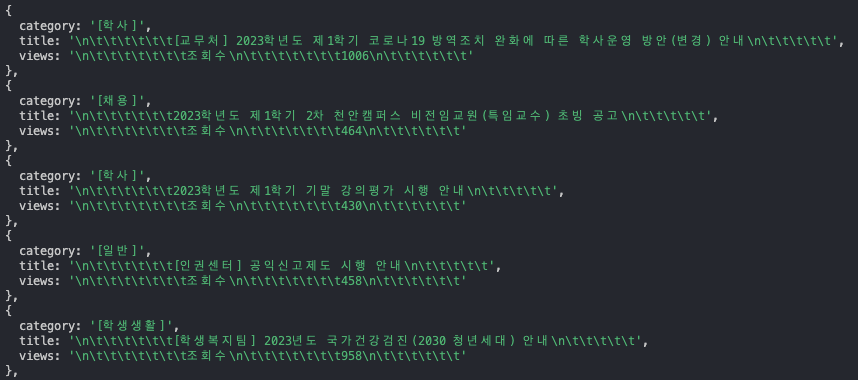 {
category: '[학사]',
title: '\n\t\t\t\t\t\t\t[교무처] 2023학년도 제1학기 코로나19 방역조치 완화에 따른 학사운영 방안(변경) 안내\n\t\t\t\t\t\t',
views: '\n\t\t\t\t\t\t\t\t조회수\n\t\t\t\t\t\t\t\t\t1006\n\t\t\t\t\t\t\t\t'
},
{
category: '[채용]',
title: '\n\t\t\t\t\t\t\t2023학년도 제1학기 2차 천안캠퍼스 비전임교원(특임교수) 초빙 공고\n\t\t\t\t\t\t',
views: '\n\t\t\t\t\t\t\t\t조회수\n\t\t\t\t\t\t\t\t\t464\n\t\t\t\t\t\t\t'
},
{
category: '[학사]',
title: '\n\t\t\t\t\t\t\t2023학년도 제1학기 기말 강의평가 시행 안내\n\t\t\t\t\t\t',
views: '\n\t\t\t\t\t\t\t\t조회수\n\t\t\t\t\t\t\t\t\t430\n\t\t\t\t\t\t\t'
},
{
category: '[일반]',
title: '\n\t\t\t\t\t\t\t[인권센터] 공익신고제도 시행 안내\n\t\t\t\t\t\t',
views: '\n\t\t\t\t\t\t\t\t조회수\n\t\t\t\t\t\t\t\t\t458\n\t\t\t\t\t\t\t'
},
{
category: '[학생생활]',
title: '\n\t\t\t\t\t\t\t[학생복지팀] 2023년도 국가건강검진(2030 청년세대) 안내\n\t\t\t\t\t\t',
views: '\n\t\t\t\t\t\t\t\t조회수\n\t\t\t\t\t\t\t\t\t958\n\t\t\t\t\t\t\t'
},